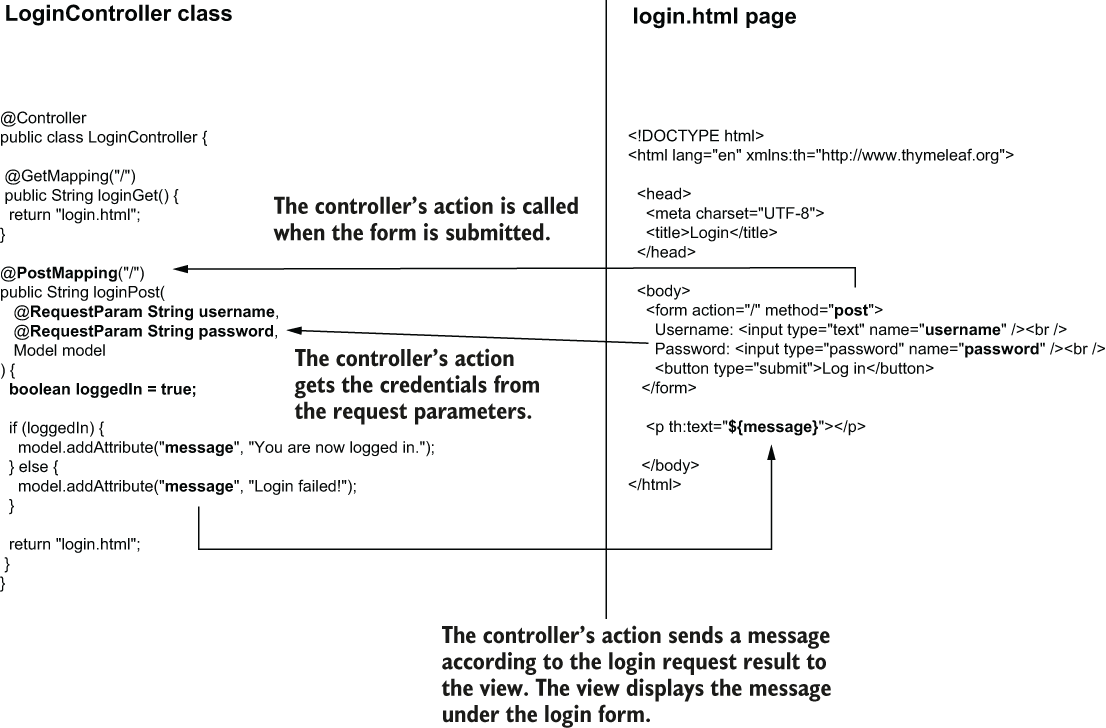 LoginController class
@Controller
public class LoginController {
@GetMapping("/")
public String loginGet() {
return "login.html";
}
@PostMapping("/")
public String loginPost(
@RequestParam String username,
@RequestParam String password,
Model model
) {
boolean loggedIn = true;
if (loggedIn) {
model.addAttribute("message", "You are now logged in.");
} else {
model.addAttribute("message", "Login failed!");
}
return "login.html";
}
}
The controller’s action is called
when the form is submitted.
The controller’s action
gets the credentials from
the request parameters.
login.html page
<!DOCTYPE html>
<html lang="en" xmlns:th="http://www.thymeleaf.org">
<head>
<meta charset="UTF-8">
<title>Login</title>
</head>
<body>
<form action="/" method="post">
Username: <input type="text" name="username" /><br />
Password: <input type="password" name="password" /><br />
<button type="submit">Log in</button>
</form>
<p th:text="${message}"></p>
</body>
</html>
The controller’s action sends a message
according to the login request result to
the view. The view displays the message
under the login form.